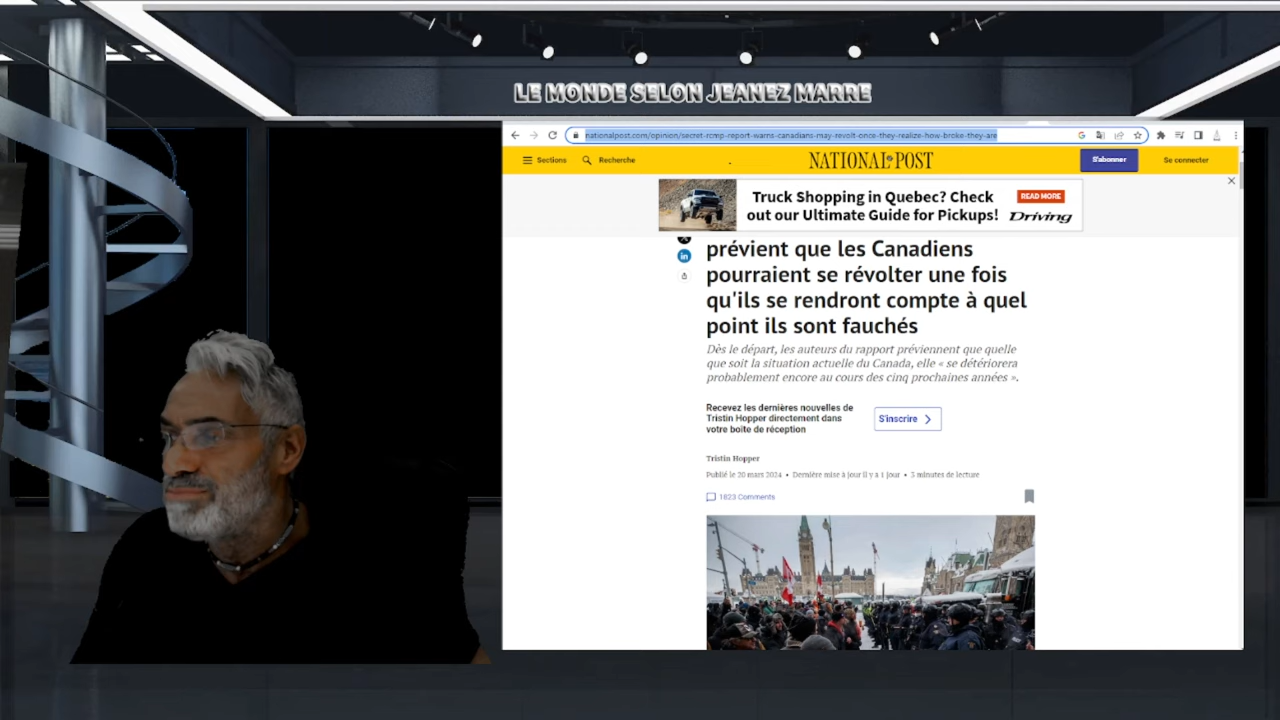 LE MONDE SELON JEANEZ MARRE
nationalpost.com/opinion/secret-rcmp-report-warns-canadians-may-revolt-once-they-realize-how-broke-they-are
Sections
Recherche
NATIONAL POST
S'abonner
Se connecter
Truck Shopping in Quebec? Check
out our Ultimate Guide for Pickups!
READ MORE
Driving
prévient que les Canadiens
pourraient se révolter une fois
qu'ils se rendront compte à quel
point ils sont fauchés
Dès le départ, les auteurs du rapport préviennent que quelle
que soit la situation actuelle du Canada, elle « se détériorera
probablement encore au cours des cinq prochaines années ».
Recevez les dernières nouvelles de
Tristin Hopper directement dans
votre boîte de réception
S'inscrire
Tristin Hopper
Publié le 20 mars 2024 • Dernière mise à jour il y a 1 jour • 3 minutes de lecture
1823 Comments